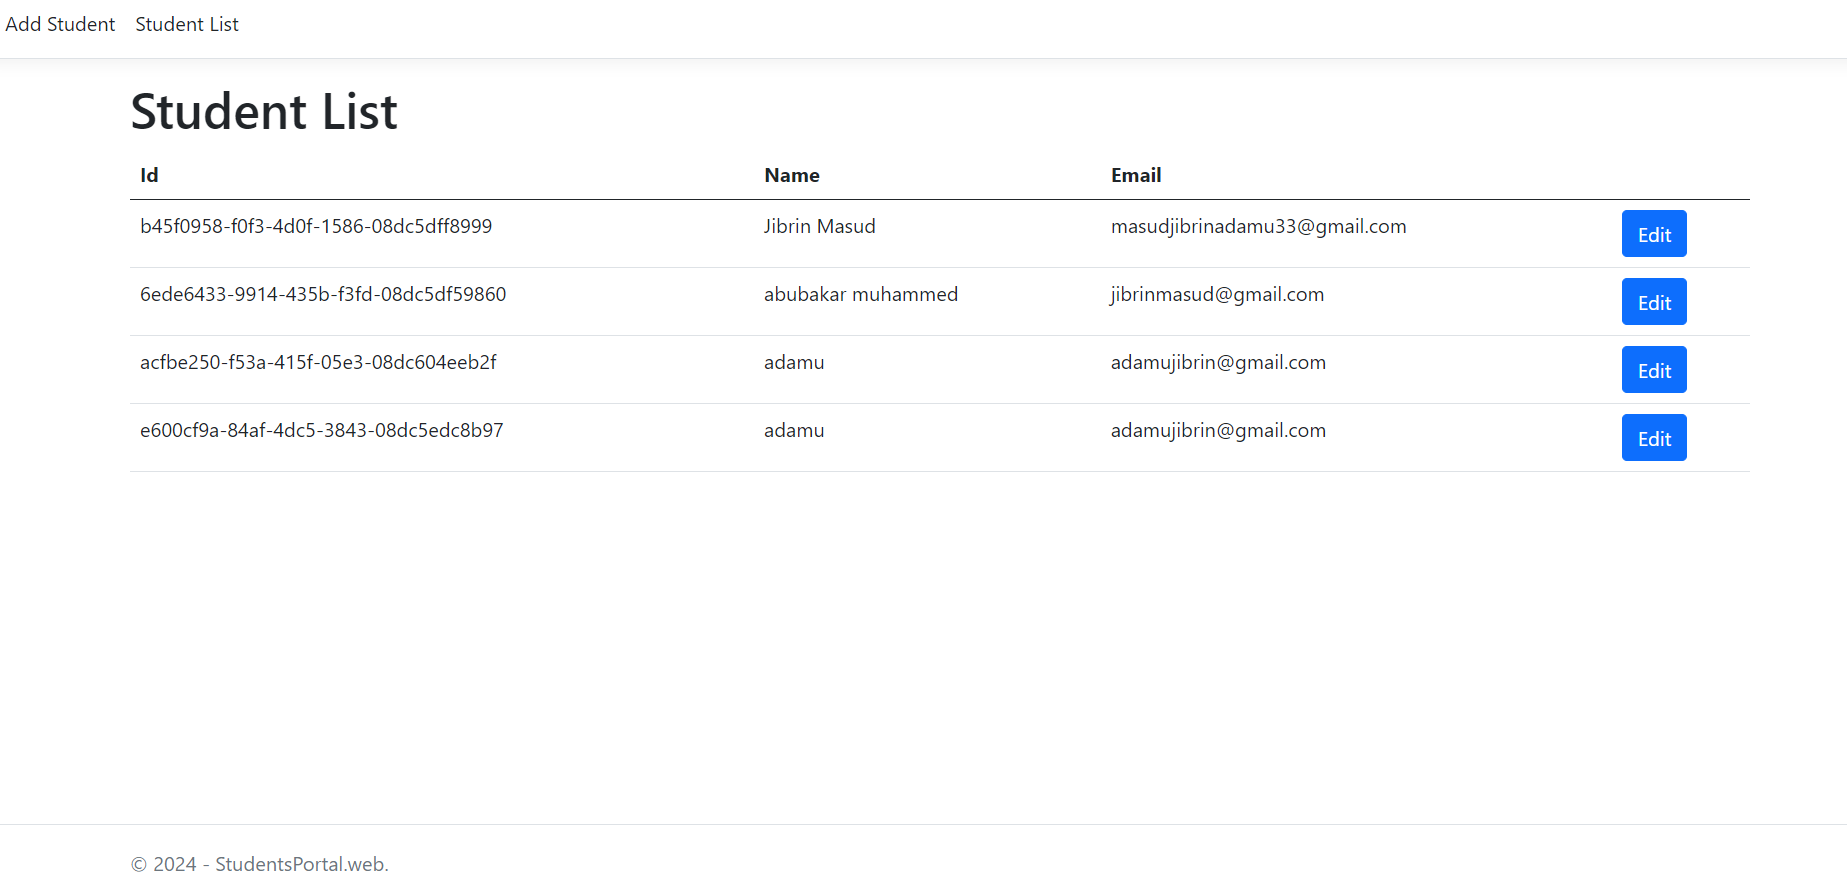 Add Student Student List
Student List
Id Name Email
b45f0958-f0f3-4d0f-1586-08dc5dff8999 Jibrin Masud masudjibrinadamu33@gmail.com Edit
6ede6433-9914-435b-f3fd-08dc5df59860 abubakar muhammed jibrinmasud@gmail.com Edit
acfbe250-f53a-415f-05e3-08dc604eeb2f adamu adamujibrin@gmail.com Edit
e600cf9a-84af-4dc5-3843-08dc5edc8b97 adamu adamujibrin@gmail.com Edit
© 2024 - StudentsPortal.web.